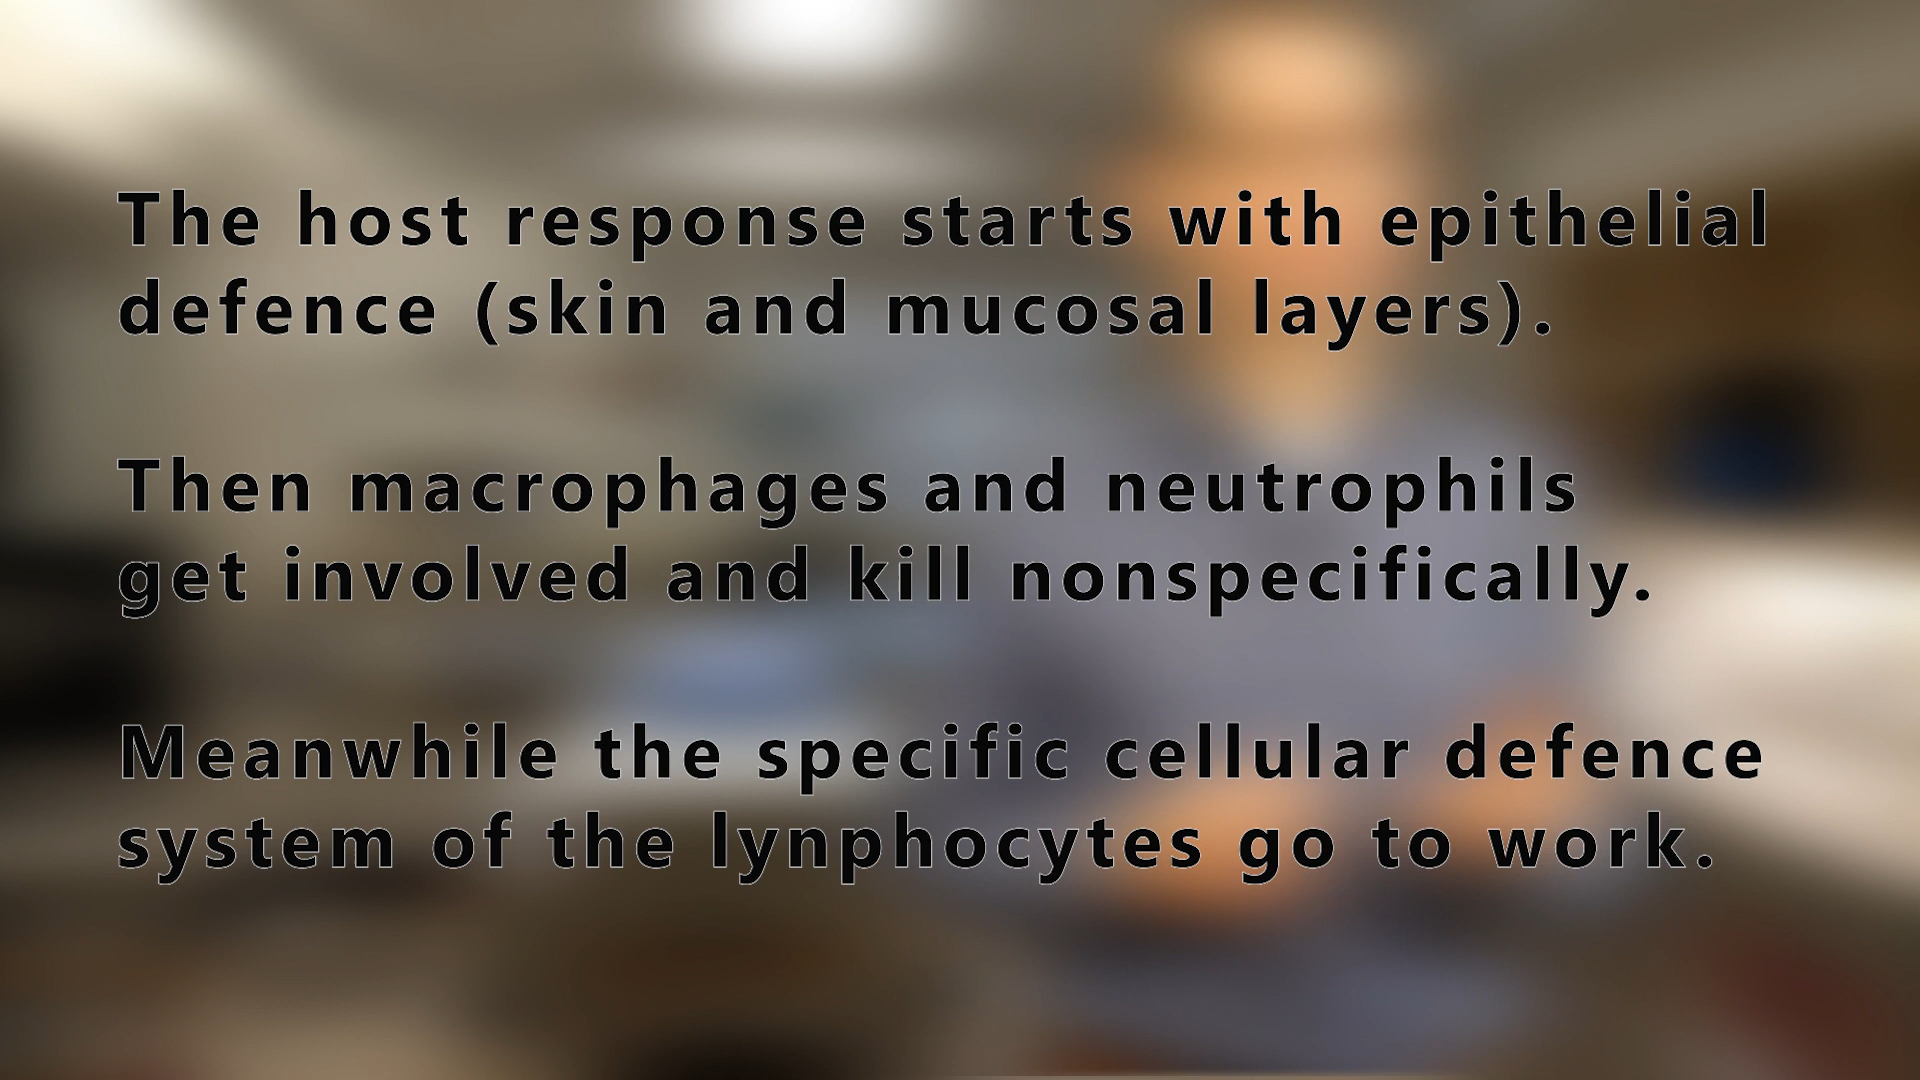 The host response starts with epithelial
defence (skin and mucosal layers).
Then macrophages and neutrophils
get involved and kill nonspecifically.
Meanwhile the specific cellular defence
system of the lynphocytes go to work.